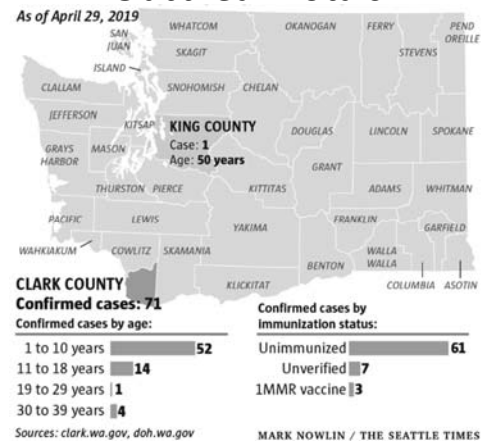 As of April 29, 2019
SAN JUAN
WHATCOM
OKANOGAN
FERRY
PEND OREILLE
SKAGIT
STEVENS
ISLAND
CLALLAM
SNOHOMISH
CHELAN
JEFFERSON
KITSAP
KING COUNTY
Case: 1
Age: 50 years
DOUGLAS
LINCOLN
SPOKANE
GRAYS HARBOR
MASON
GRANT
THURSTON
PIERCE
KITTITAS
ADAMS
WHITMAN
PACIFIC
LEWIS
YAKIMA
FRANKLIN
GARFIELD
WAHKIAKUM
COWLITZ
SKAMANIA
WALLA WALLA
BENTON
KLICKITAT
COLUMBIA
ASOTIN
CLARK COUNTY
Confirmed cases: 71
Confirmed cases by age:
1 to 10 years 52
11 to 18 years 14
19 to 29 years 1
30 to 39 years 4
Confirmed cases by
immunization status:
Unimmunized 61
Unverified 7
1MMR vaccine 3
Sources: clark.wa.gov, doh.wa.gov
MARK NOWLIN / THE SEATTLE TIMES